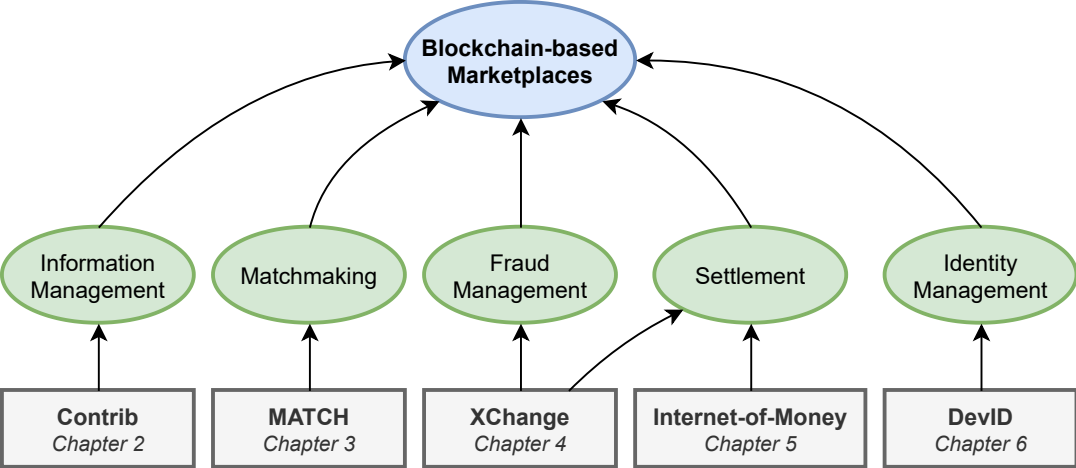 Blockchain-based
Marketplaces
Information
Management
Matchmaking
Fraud
Management
Settlement
Identity
Management
Contrib
Chapter 2
MATCH
Chapter 3
XChange
Chapter 4
Internet-of-Money
Chapter 5
DevID
Chapter 6